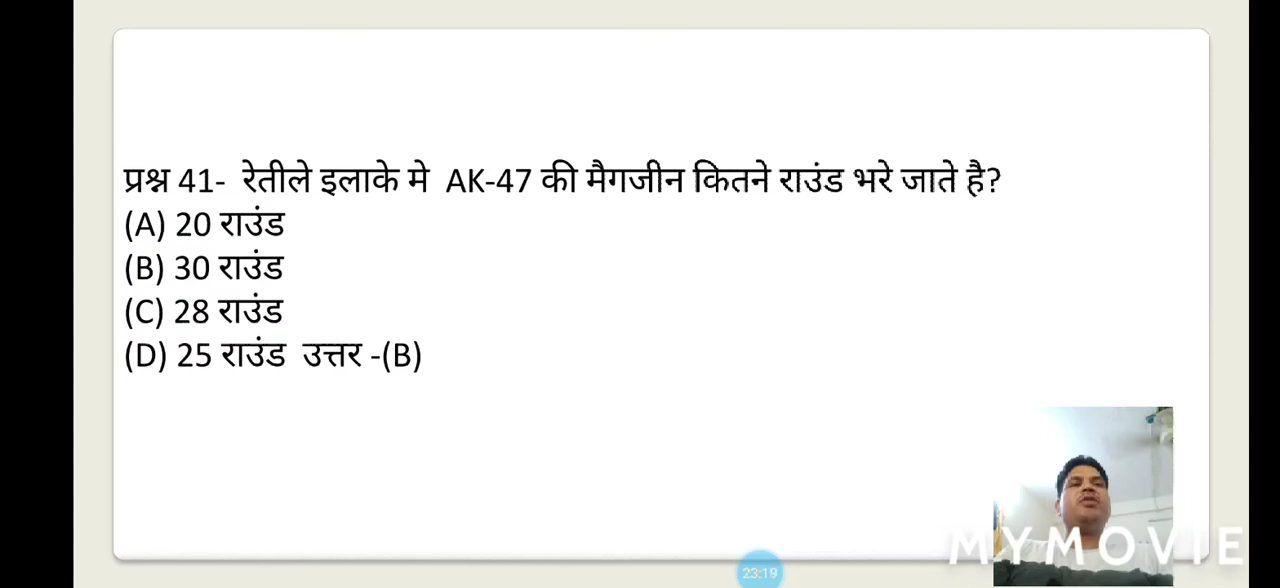 प्रश्न 41- रेतीले इलाके मे AK-47 की मैगजीन कितने राउंड भरे जाते है?
(A) 20 राउंड
(B) 30 राउंड
(C) 28 राउंड
(D) 25 राउंड उत्तर -(B)
MYMOVIE
23:19